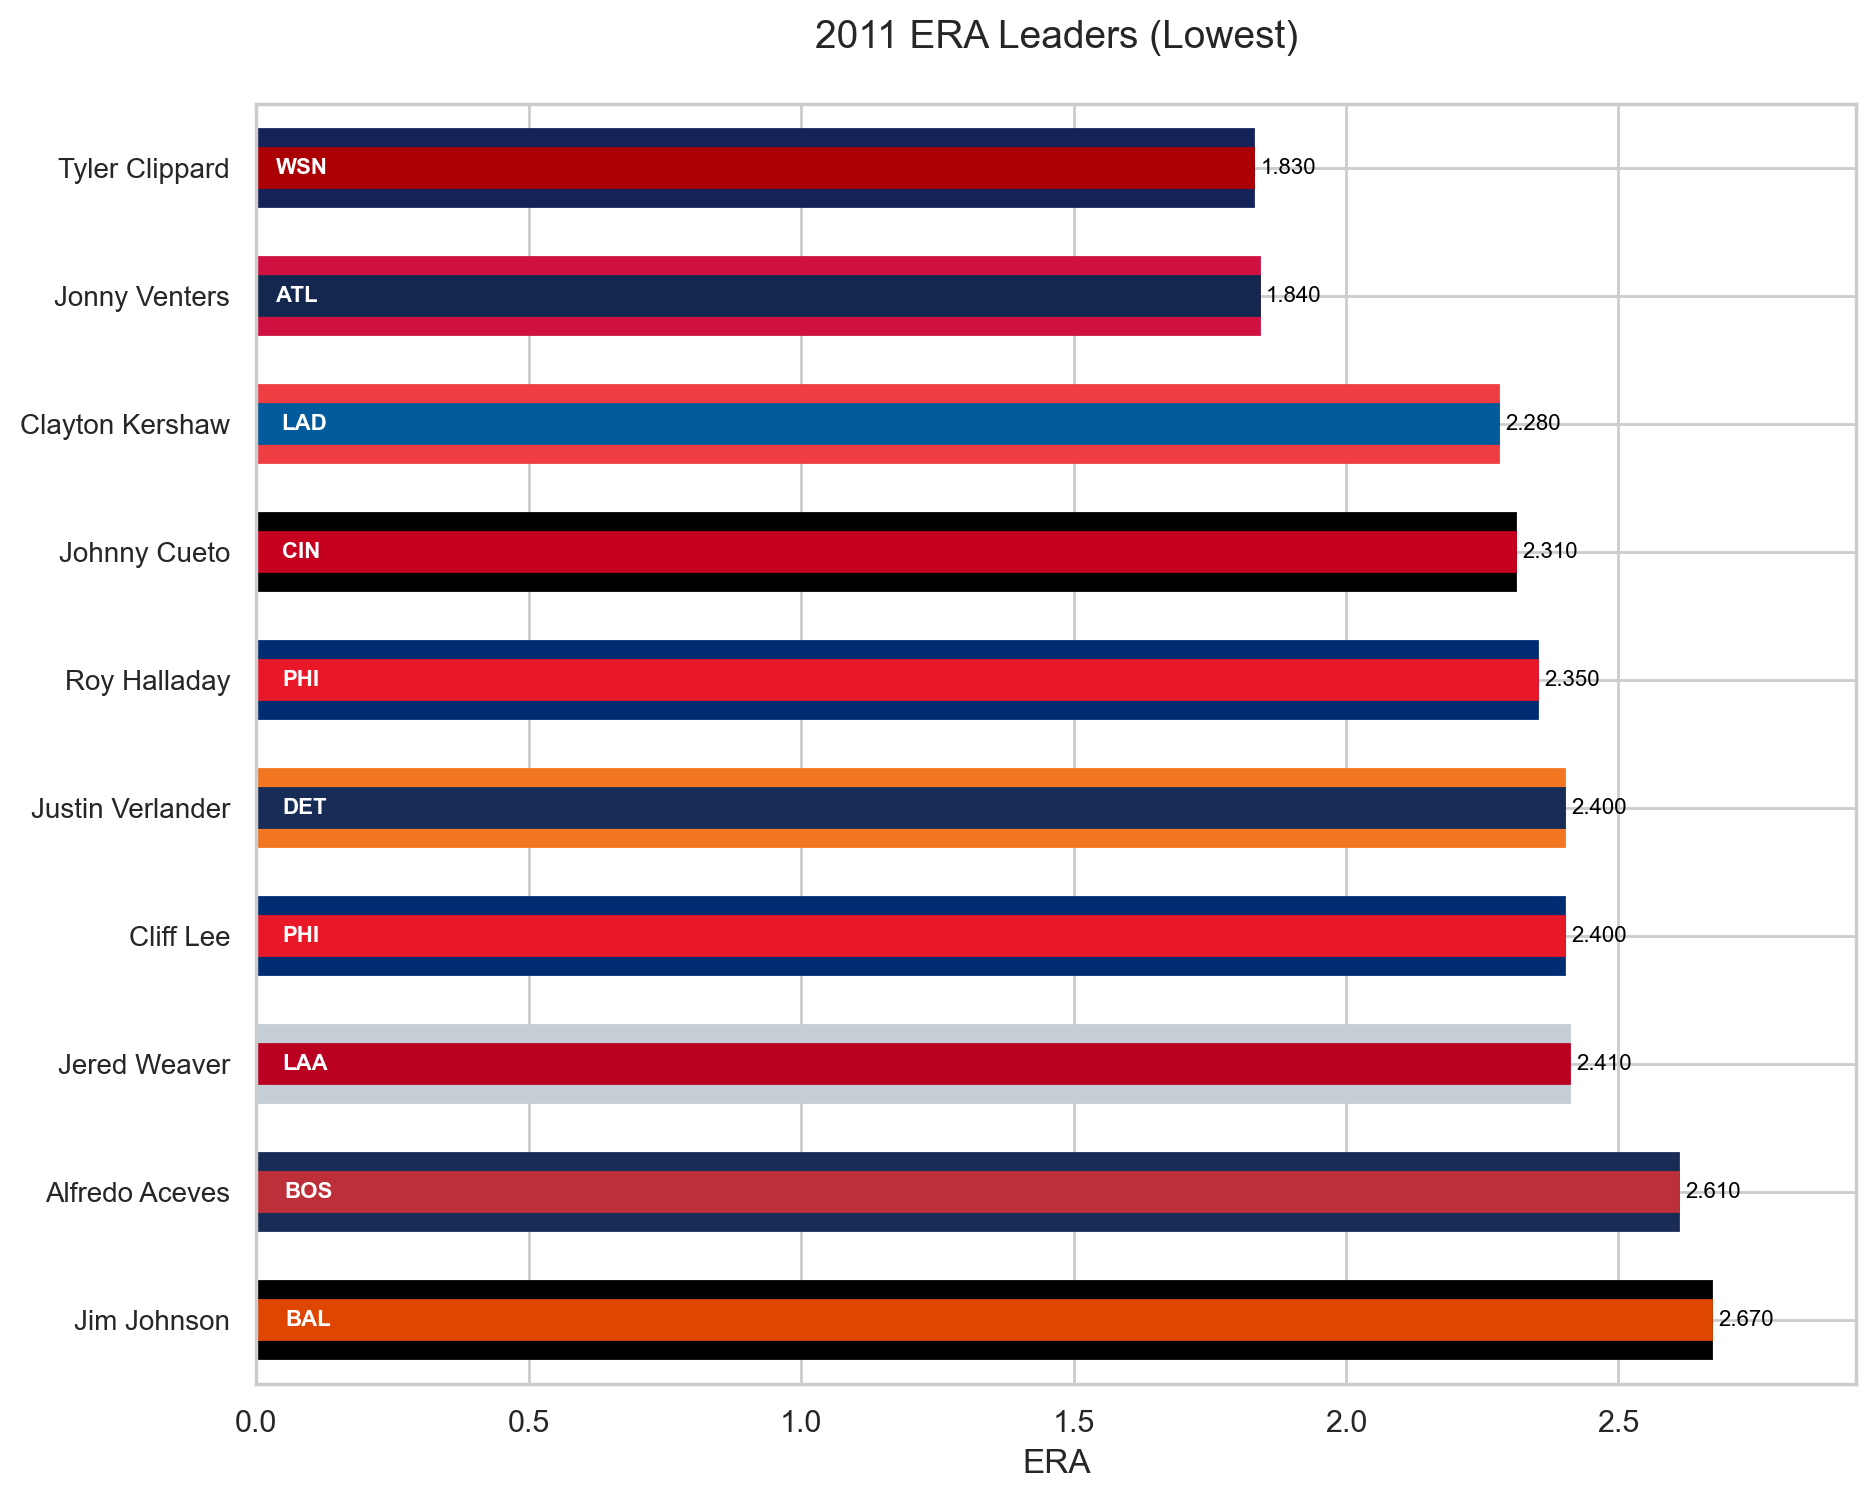 2011 ERA Leaders (Lowest)
Tyler Clippard WSN 1.830
Jonny Venters ATL 1.840
Clayton Kershaw LAD 2.280
Johnny Cueto CIN 2.310
Roy Halladay PHI 2.350
Justin Verlander DET 2.400
Cliff Lee PHI 2.400
Jered Weaver LAA 2.410
Alfredo Aceves BOS 2.610
Jim Johnson BAL 2.670
0.0 0.5 1.0 1.5 2.0 2.5
ERA